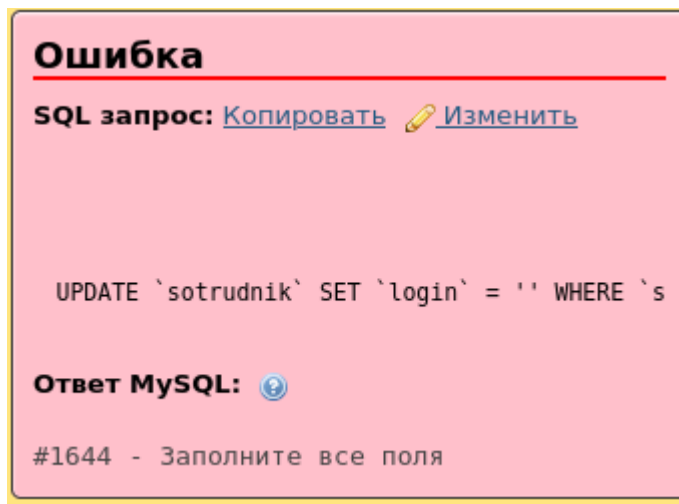 Ошибка
SQL запрос: Копировать Изменить
UPDATE `sotrudnik` SET `login` = '' WHERE `s
Ответ MySQL:
#1644 - Заполните все поля